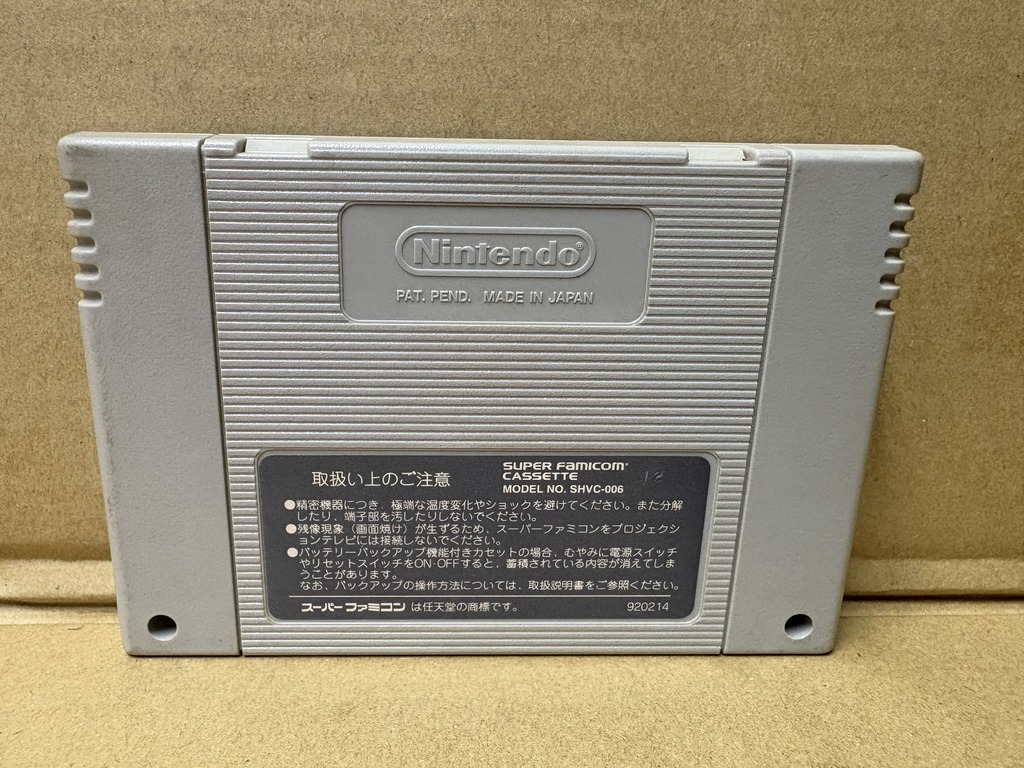 Nintendo®
PAT. PEND. MADE IN JAPAN
取扱い上のご注意
SUPER FAMICOM
CASSETTE
MODEL NO. SHVC-006
12
●精密機器につき、極端な温度変化やショックを避けてください。また分解
したり、端子部を汚したりしないでください。
●残像現象（画面焼け）が生ずるため、スーパーファミコンをプロジェクシ
ョンテレビには接続しないでください。
●バッテリーバックアップ機能付きカセットの場合、むやみに電源スイッチ
やリセットスイッチをON・OFFすると、蓄積されている内容が消えてしま
うことがあります。
なお、バックアップの操作方法については、取扱説明書をご参照ください。
スーパーファミコン は任天堂の商標です。
920214